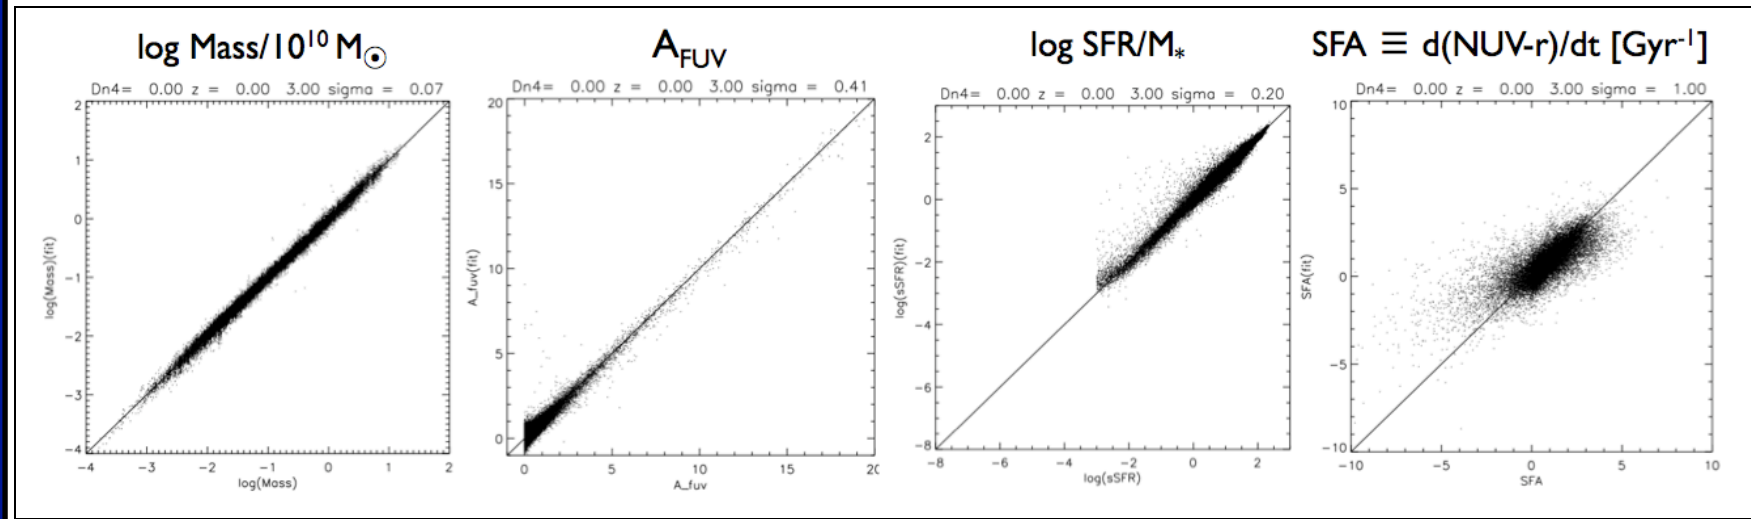 log Mass/10¹⁰ M☉
Dn4= 0.00 z = 0.00 3.00 sigma = 0.07
2
1
0
−1
−2
−3
−4
log(Mass)(fit)
−4 −3 −2 −1 0 1 2
log(Mass)
A_FUV
Dn4= 0.00 z = 0.00 3.00 sigma = 0.41
20
15
10
5
0
A_fuv(fit)
0 5 10 15 20
A_fuv
log SFR/M*
Dn4= 0.00 z = 0.00 3.00 sigma = 0.20
2
0
−2
−4
−6
−8
log(sSFR)(fit)
−8 −6 −4 −2 0 2
log(sSFR)
SFA ≡ d(NUV-r)/dt [Gyr⁻¹]
Dn4= 0.00 z = 0.00 3.00 sigma = 1.00
10
5
0
−5
−10
SFA(fit)
−10 −5 0 5 10
SFA